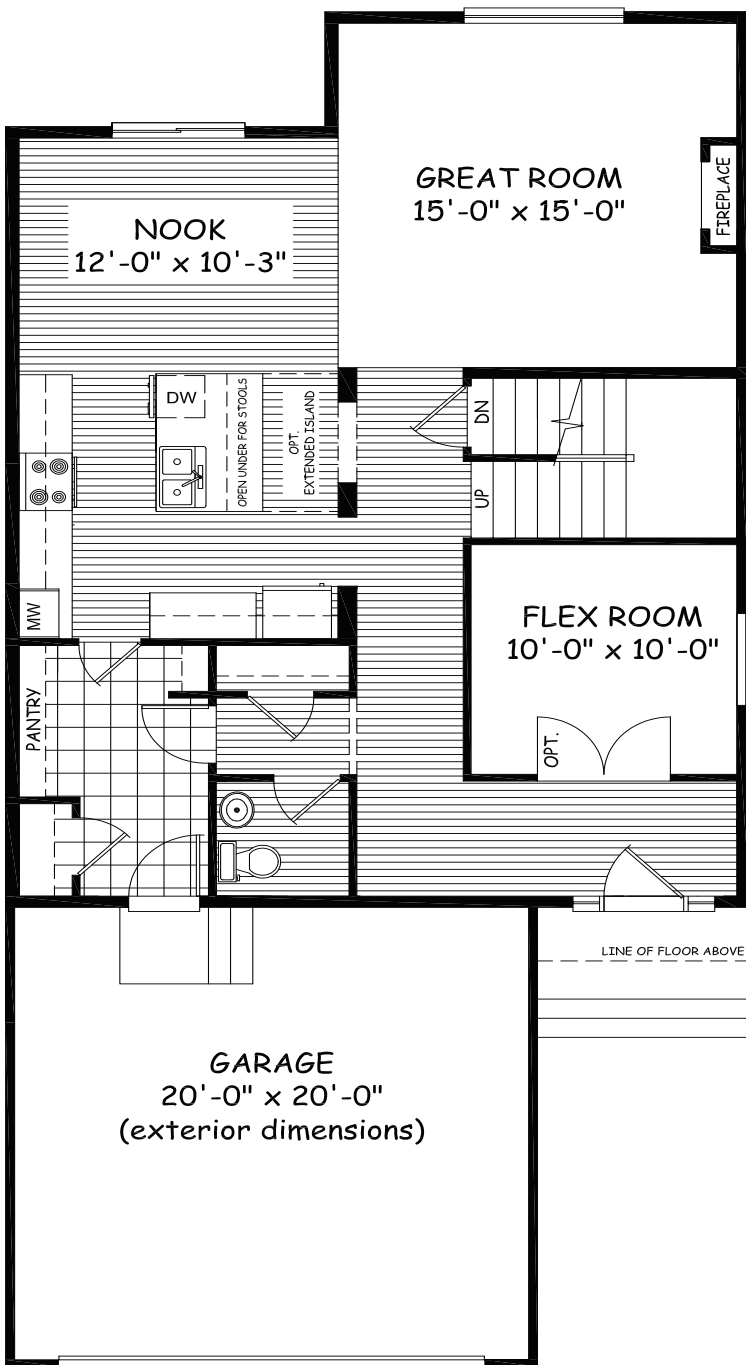 GREAT ROOM
15'-0" x 15'-0"
FIREPLACE
NOOK
12'-0" x 10'-3"
DW
OPEN UNDER FOR STOOLS
OPT.
EXTENDED ISLAND
DN
UP
MW
FLEX ROOM
10'-0" x 10'-0"
OPT.
PANTRY
LINE OF FLOOR ABOVE
GARAGE
20'-0" x 20'-0"
(exterior dimensions)